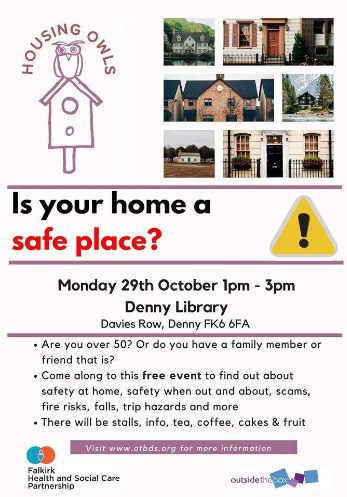 HOUSING OWLS
Is your home a
safe place?
Monday 29th October 1pm - 3pm
Denny Library
Davies Row, Denny FK6 6FA
• Are you over 50? Or do you have a family member or
friend that is?
• Come along to this free event to find out about
safety at home, safety when out and about, scams,
fire risks, falls, trip hazards and more
• There will be stalls, info, tea, coffee, cakes & fruit
Visit www.otbds.org for more information
Falkirk
Health and Social Care
Partnership
outsidethebox